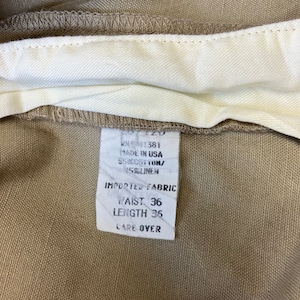 MADE IN USA
55%COTTON/
45%LINEN
IMPORTED FABRIC
WAIST 36
LENGTH 36
CARE OVER